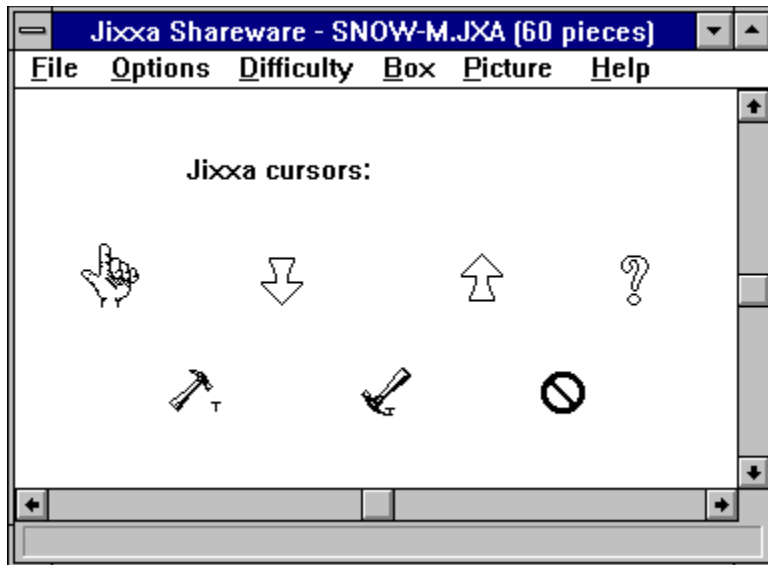 Jixxa Shareware - SNOW-M.JXA (60 pieces)
File Options Difficulty Box Picture Help
Jixxa cursors: